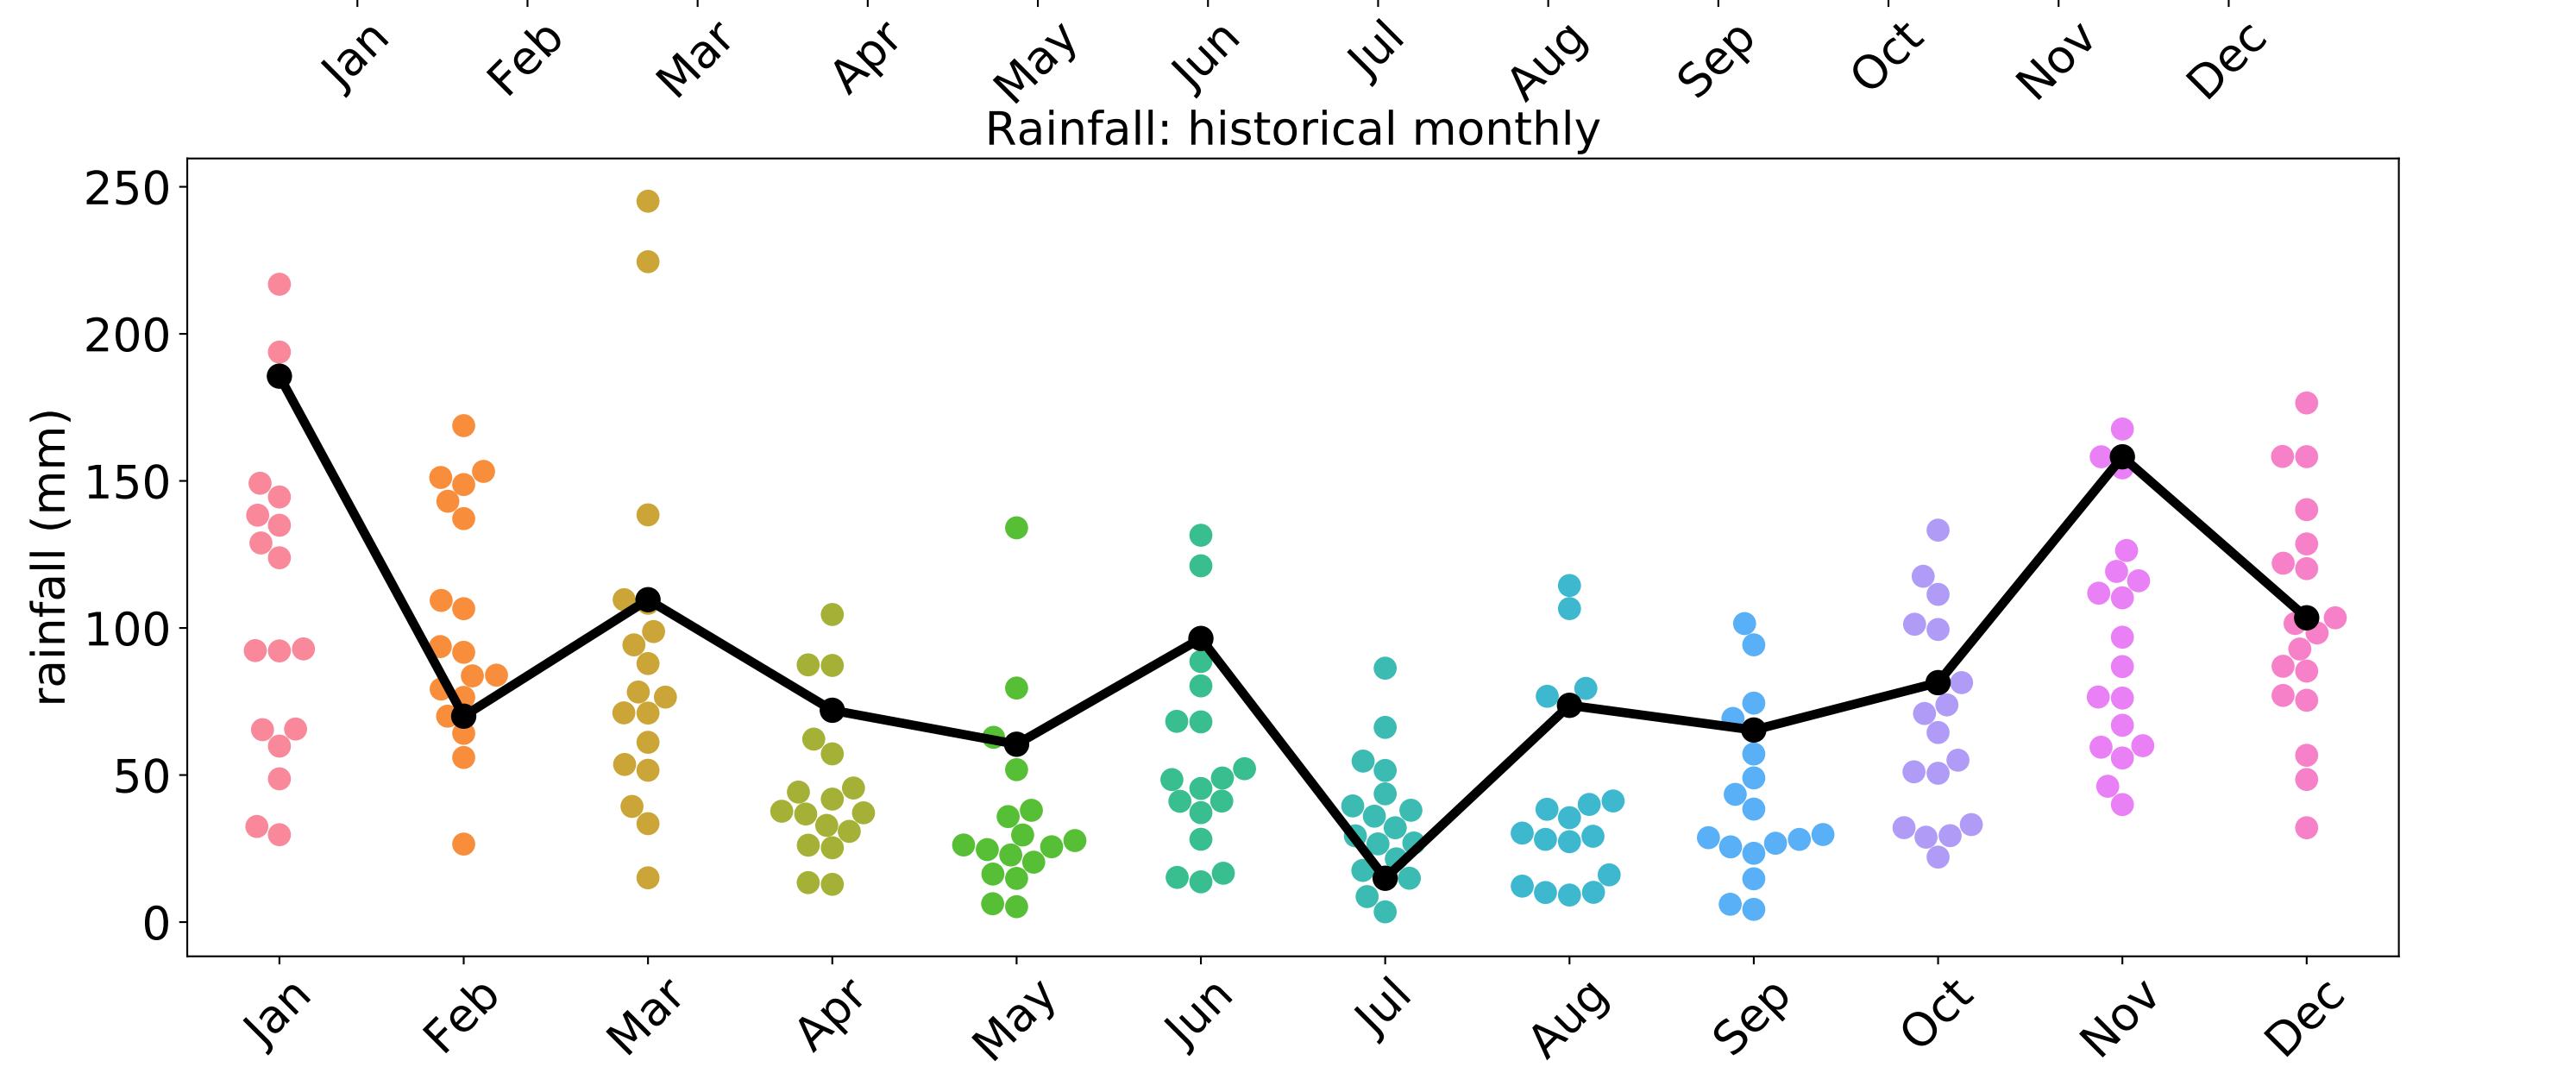 Jan Feb Mar Apr May Jun Jul Aug Sep Oct Nov Dec
Rainfall: historical monthly
250
200
150
100
50
0
rainfall (mm)
Jan Feb Mar Apr May Jun Jul Aug Sep Oct Nov Dec